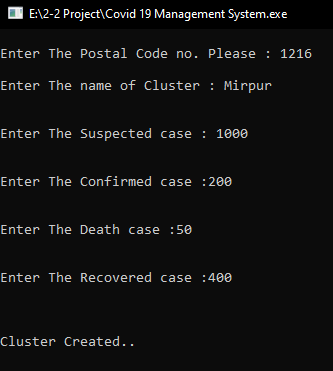 E:\2-2 Project\Covid 19 Management System.exe
Enter The Postal Code no. Please : 1216
Enter The name of Cluster : Mirpur
Enter The Suspected case : 1000
Enter The Confirmed case :200
Enter The Death case :50
Enter The Recovered case :400
Cluster Created..